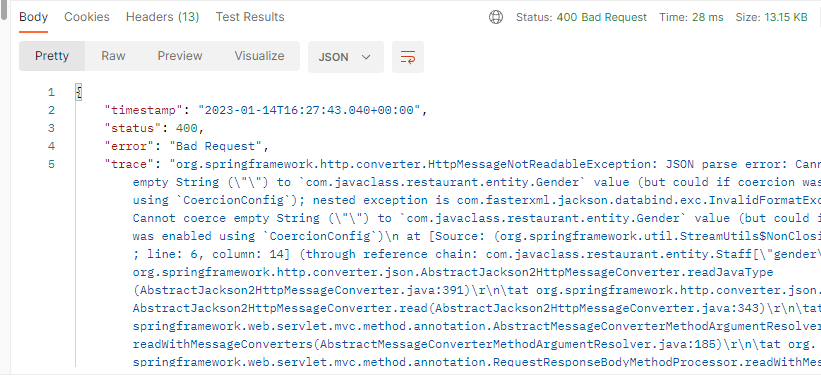 Body Cookies Headers (13) Test Results Status: 400 Bad Request Time: 28 ms Size: 13.15 KB
Pretty Raw Preview Visualize JSON
1 {
2 "timestamp": "2023-01-14T16:27:43.040+00:00",
3 "status": 400,
4 "error": "Bad Request",
5 "trace": "org.springframework.http.converter.HttpMessageNotReadableException: JSON parse error: Cann
empty String (\"\") to `com.javaclass.restaurant.entity.Gender` value (but could if coercion was
using `CoercionConfig`); nested exception is com.fasterxml.jackson.databind.exc.InvalidFormatExc
Cannot coerce empty String (\"\") to `com.javaclass.restaurant.entity.Gender` value (but could i
was enabled using `CoercionConfig`)\n at [Source: (org.springframework.util.StreamUtils$NonClosi
; line: 6, column: 14] (through reference chain: com.javaclass.restaurant.entity.Staff[\"gender\
org.springframework.http.converter.json.AbstractJackson2HttpMessageConverter.readJavaType
(AbstractJackson2HttpMessageConverter.java:391)\r\n\tat org.springframework.http.converter.json.
AbstractJackson2HttpMessageConverter.read(AbstractJackson2HttpMessageConverter.java:343)\r\n\tat
springframework.web.servlet.mvc.method.annotation.AbstractMessageConverterMethodArgumentResolver
readWithMessageConverters(AbstractMessageConverterMethodArgumentResolver.java:185)\r\n\tat org.
springframework.web.servlet.mvc.method.annotation.RequestResponseBodyMethodProcessor.readWithMes